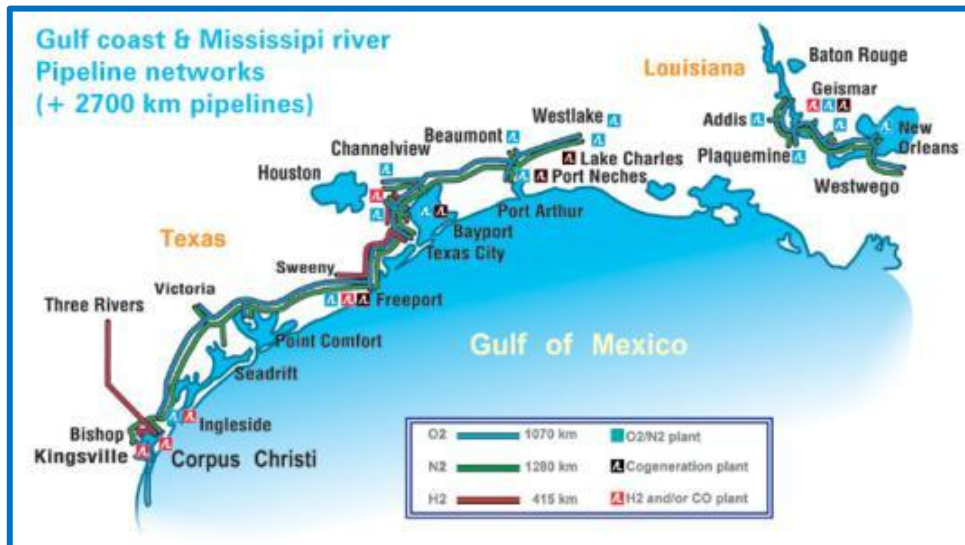 Gulf coast & Mississipi river
Pipeline networks
(+ 2700 km pipelines)
Louisiana
Baton Rouge
Geismar
Addis
New
Orleans
Plaquemine
Westwego
Westlake
Beaumont
Channelview
Lake Charles
Houston
Port Neches
Port Arthur
Bayport
Texas
Texas City
Sweeny
Victoria
Freeport
Three Rivers
Point Comfort
Gulf of Mexico
Seadrift
Ingleside
Bishop
Kingsville
Corpus Christi
O2 1070 km O2/N2 plant
N2 1280 km Cogeneration plant
H2 415 km H2 and/or CO plant